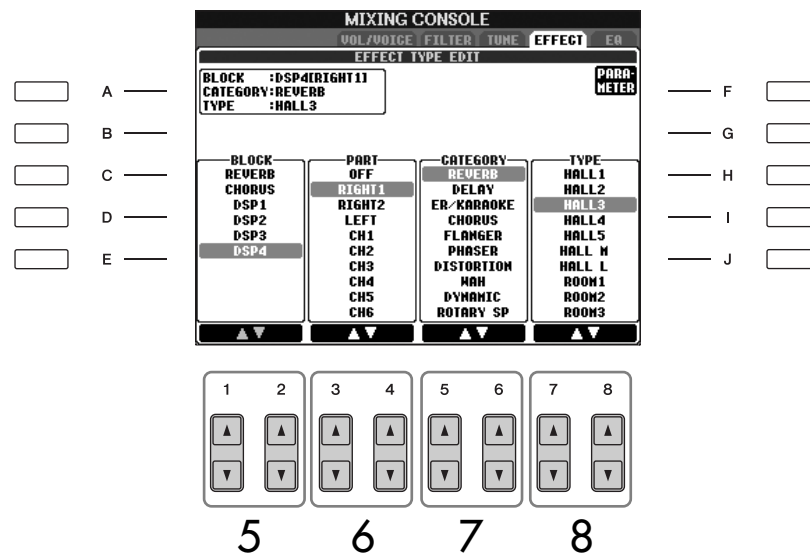 MIXING CONSOLE
VOL/VOICE FILTER TUNE EFFECT EQ
EFFECT TYPE EDIT
BLOCK :DSP4[RIGHT1]
CATEGORY:REVERB
TYPE :HALL3
PARA-
METER
A
B
C
D
E
F
G
H
I
J
BLOCK
REVERB
CHORUS
DSP1
DSP2
DSP3
DSP4
PART
OFF
RIGHT1
RIGHT2
LEFT
CH1
CH2
CH3
CH4
CH5
CH6
CATEGORY
REVERB
DELAY
ER/KARAOKE
CHORUS
FLANGER
PHASER
DISTORTION
WAH
DYNAMIC
ROTARY SP
TYPE
HALL1
HALL2
HALL3
HALL4
HALL5
HALL M
HALL L
ROOM1
ROOM2
ROOM3
1 2 3 4 5 6 7 8
5 6 7 8